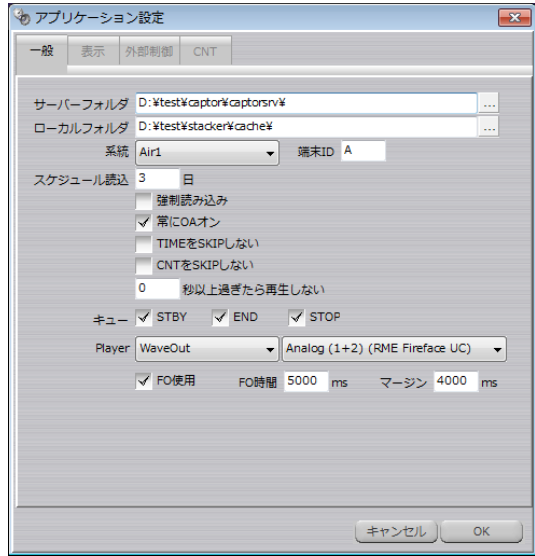 アプリケーション設定
一般 表示 外部制御 CNT
サーバーフォルダ D:¥test¥captor¥captorsrv¥ ...
ローカルフォルダ D:¥test¥stacker¥cache¥ ...
系統 Air1 端末ID A
スケジュール読込 3 日
強制読み込み
常にOAオン
TIMEをSKIPしない
CNTをSKIPしない
0 秒以上過ぎたら再生しない
キュー STBY END STOP
Player WaveOut Analog (1+2) (RME Fireface UC)
FO使用 FO時間 5000 ms マージン 4000 ms
キャンセル OK